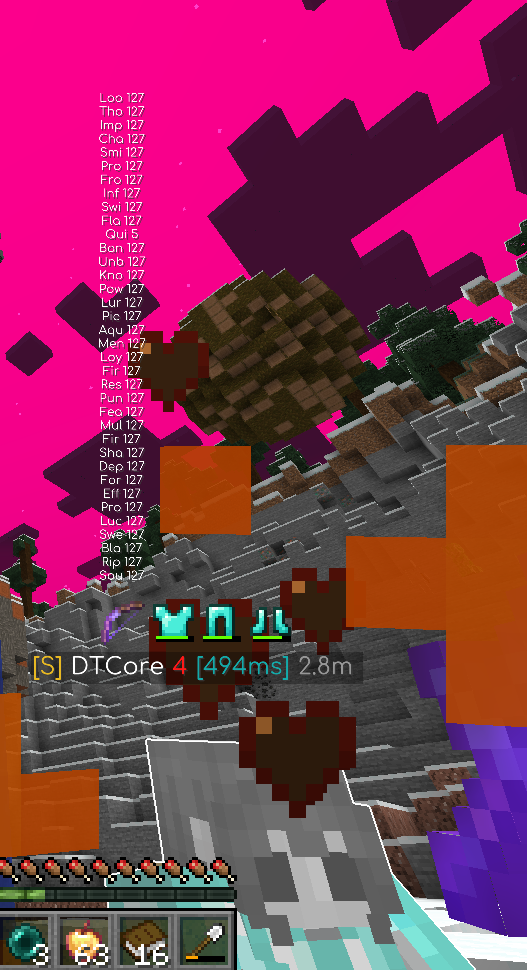 Loo 127
Tho 127
Imp 127
Cha 127
Smi 127
Pro 127
Fro 127
Inf 127
Swi 127
Fla 127
Qui 5
Ban 127
Unb 127
Kno 127
Pow 127
Lur 127
Pic 127
Aqu 127
Men 127
Loy 127
Fir 127
Res 127
Pun 127
Fea 127
Mul 127
Fir 127
Sha 127
Dep 127
For 127
Eff 127
Pro 127
Luc 127
Swe 127
Bla 127
Rip 127
Sou 127
[S] DTCore 4 [494ms] 2.8m
3 63 16